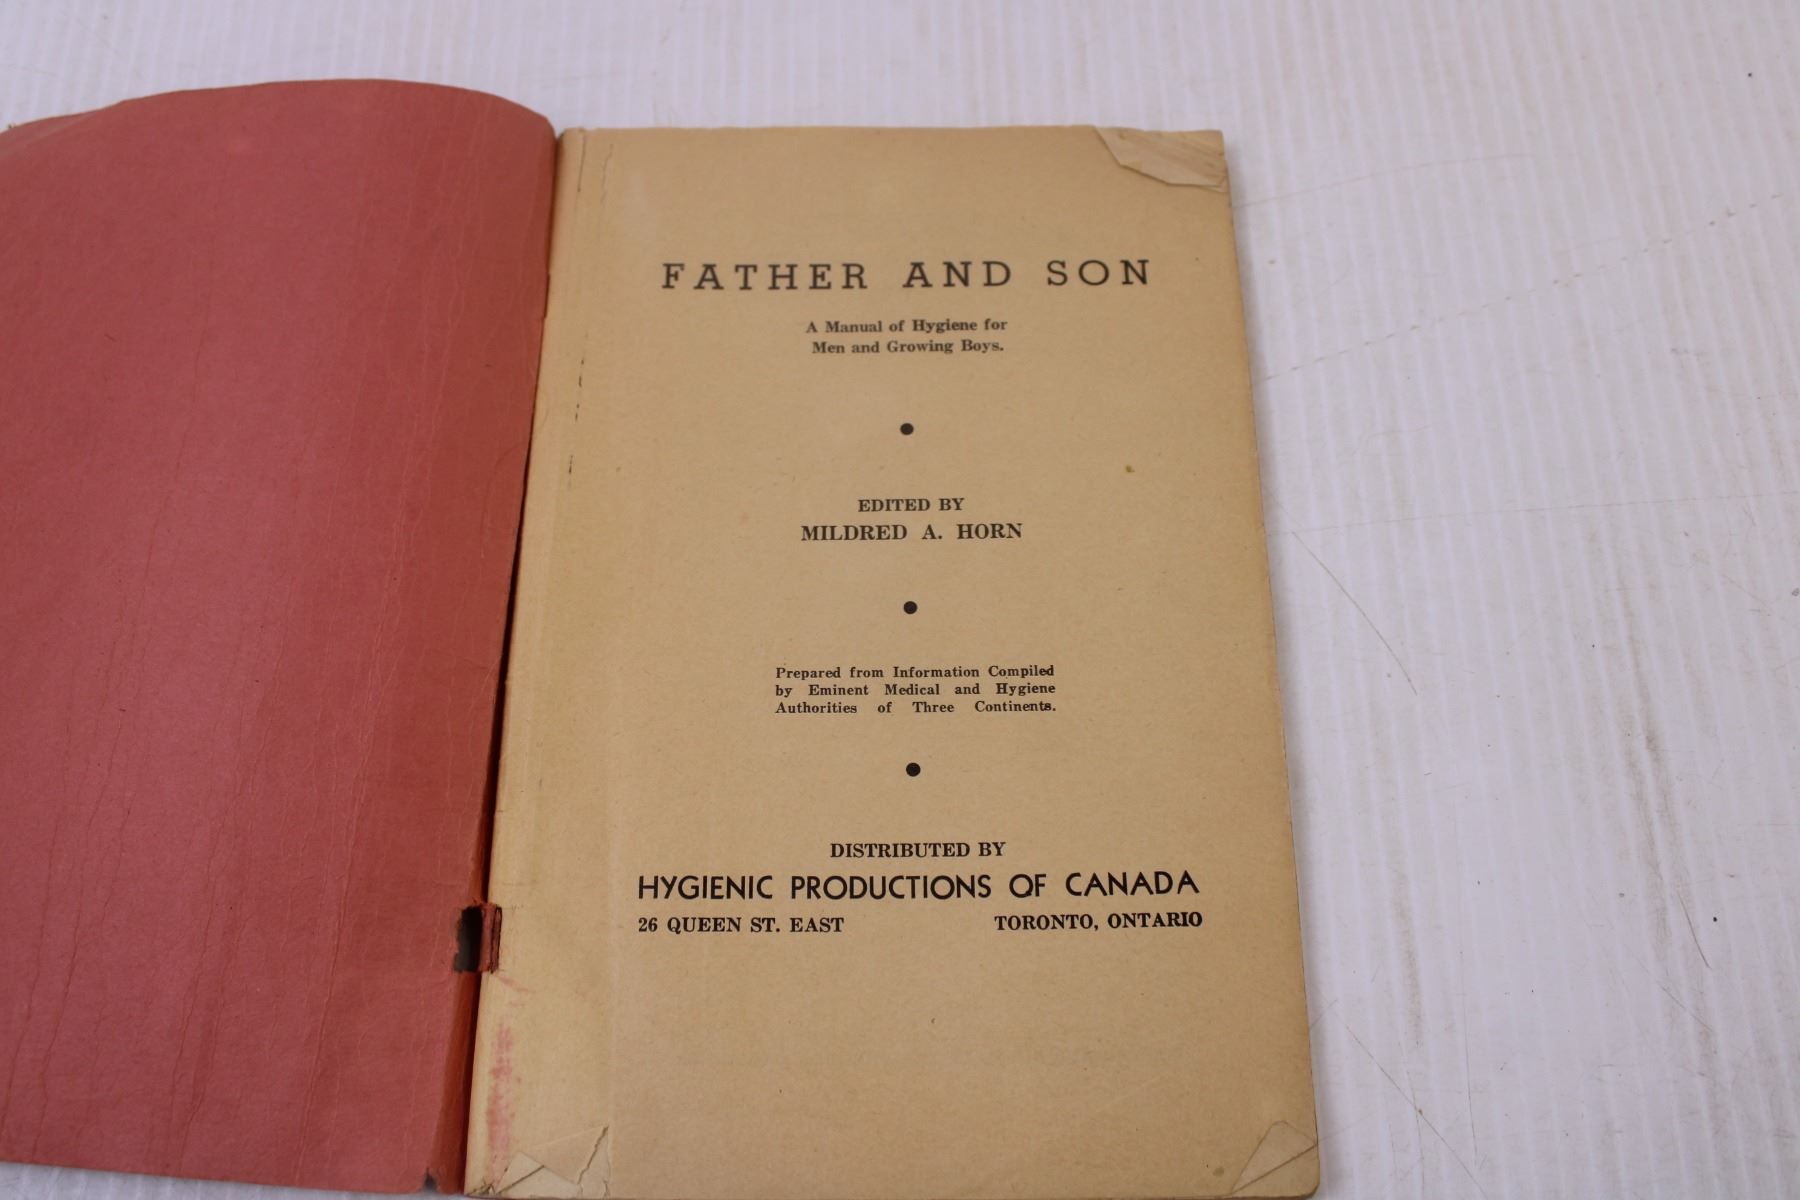 FATHER AND SON
A Manual of Hygiene for
Men and Growing Boys.
EDITED BY
MILDRED A. HORN
Prepared from Information Compiled
by Eminent Medical and Hygiene
Authorities of Three Continents.
DISTRIBUTED BY
HYGIENIC PRODUCTIONS OF CANADA
26 QUEEN ST. EAST TORONTO, ONTARIO